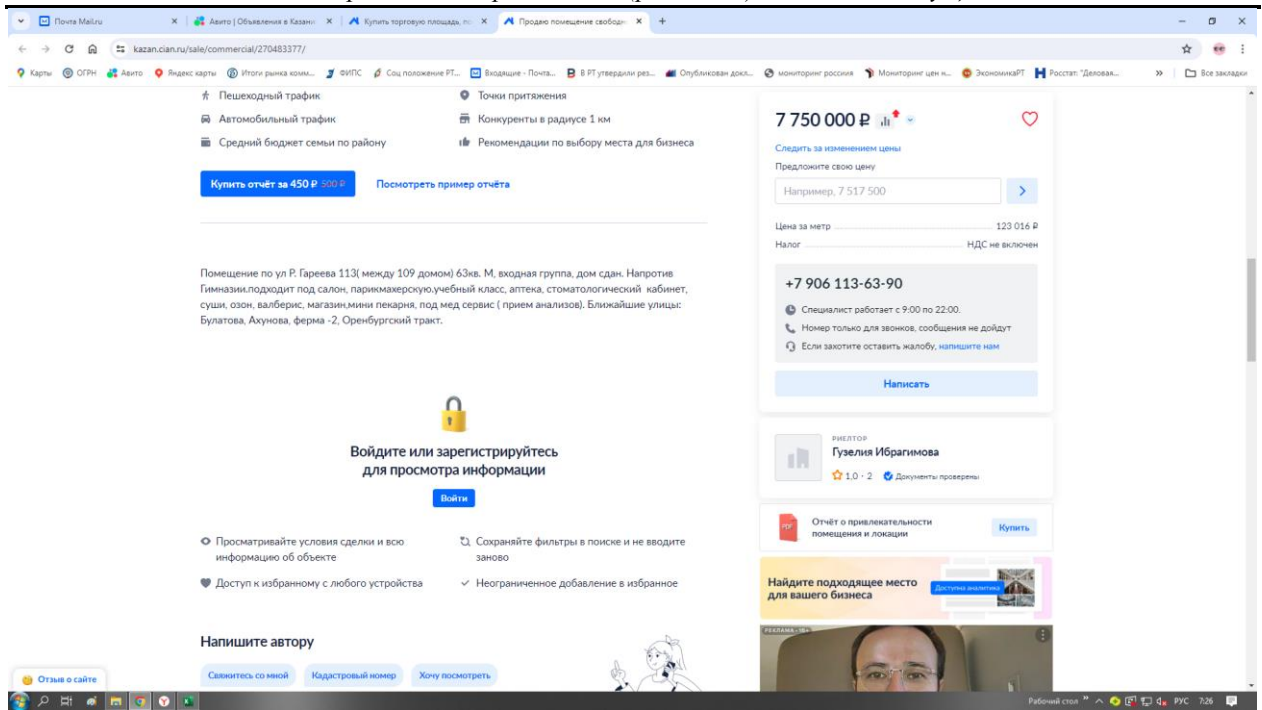 Почта Mail.ru
Авито | Объявления в Казани
Купить торговую площадь, по
Продаю помещение свободн
kazan.cian.ru/sale/commercial/270483377/
Карты
ОГРН
Авито
Яндекс карты
Итоги рынка комм...
ФИПС
Соц положение РТ...
Входящие - Почта...
В РТ утвердили рез...
Опубликован докл...
мониторинг россия
Мониторинг цен н...
ЭкономикаРТ
Росстат: "Деловая...
»
Все закладки
Пешеходный трафик
Точки притяжения
Автомобильный трафик
Конкуренты в радиусе 1 км
Средний бюджет семьи по району
Рекомендации по выбору места для бизнеса
Купить отчёт за 450 ₽ 500 ₽
Посмотреть пример отчёта
Помещение по ул Р. Гареева 113( между 109 домом) 63кв. М, входная группа, дом сдан. Напротив
Гимназии.подходит под салон, парикмахерскую.учебный класс, аптека, стоматологический кабинет,
суши, озон, валберис, магазин,мини пекарня, под мед сервис ( прием анализов). Ближайшие улицы:
Булатова, Ахунова, ферма -2, Оренбургский тракт.
Войдите или зарегистрируйтесь
для просмотра информации
Войти
Просматривайте условия сделки и всю
информацию об объекте
Сохраняйте фильтры в поиске и не вводите
заново
Доступ к избранному с любого устройства
Неограниченное добавление в избранное
Напишите автору
Свяжитесь со мной
Кадастровый номер
Хочу посмотреть
7 750 000 ₽
Следить за изменением цены
Предложите свою цену
Например, 7 517 500
Цена за метр
123 016 ₽
Налог
НДС не включен
+7 906 113-63-90
Специалист работает с 9:00 по 22:00.
Номер только для звонков, сообщения не дойдут
Если захотите оставить жалобу, напишите нам
Написать
РИЕЛТОР
Гузелия Ибрагимова
1,0 · 2
Документы проверены
PDF
Отчёт о привлекательности
помещения и локации
Купить
Найдите подходящее место
для вашего бизнеса
Доступна аналитика
РЕКЛАМА • 16+
Отзыв о сайте
Рабочий стол
»
РУС
7:26